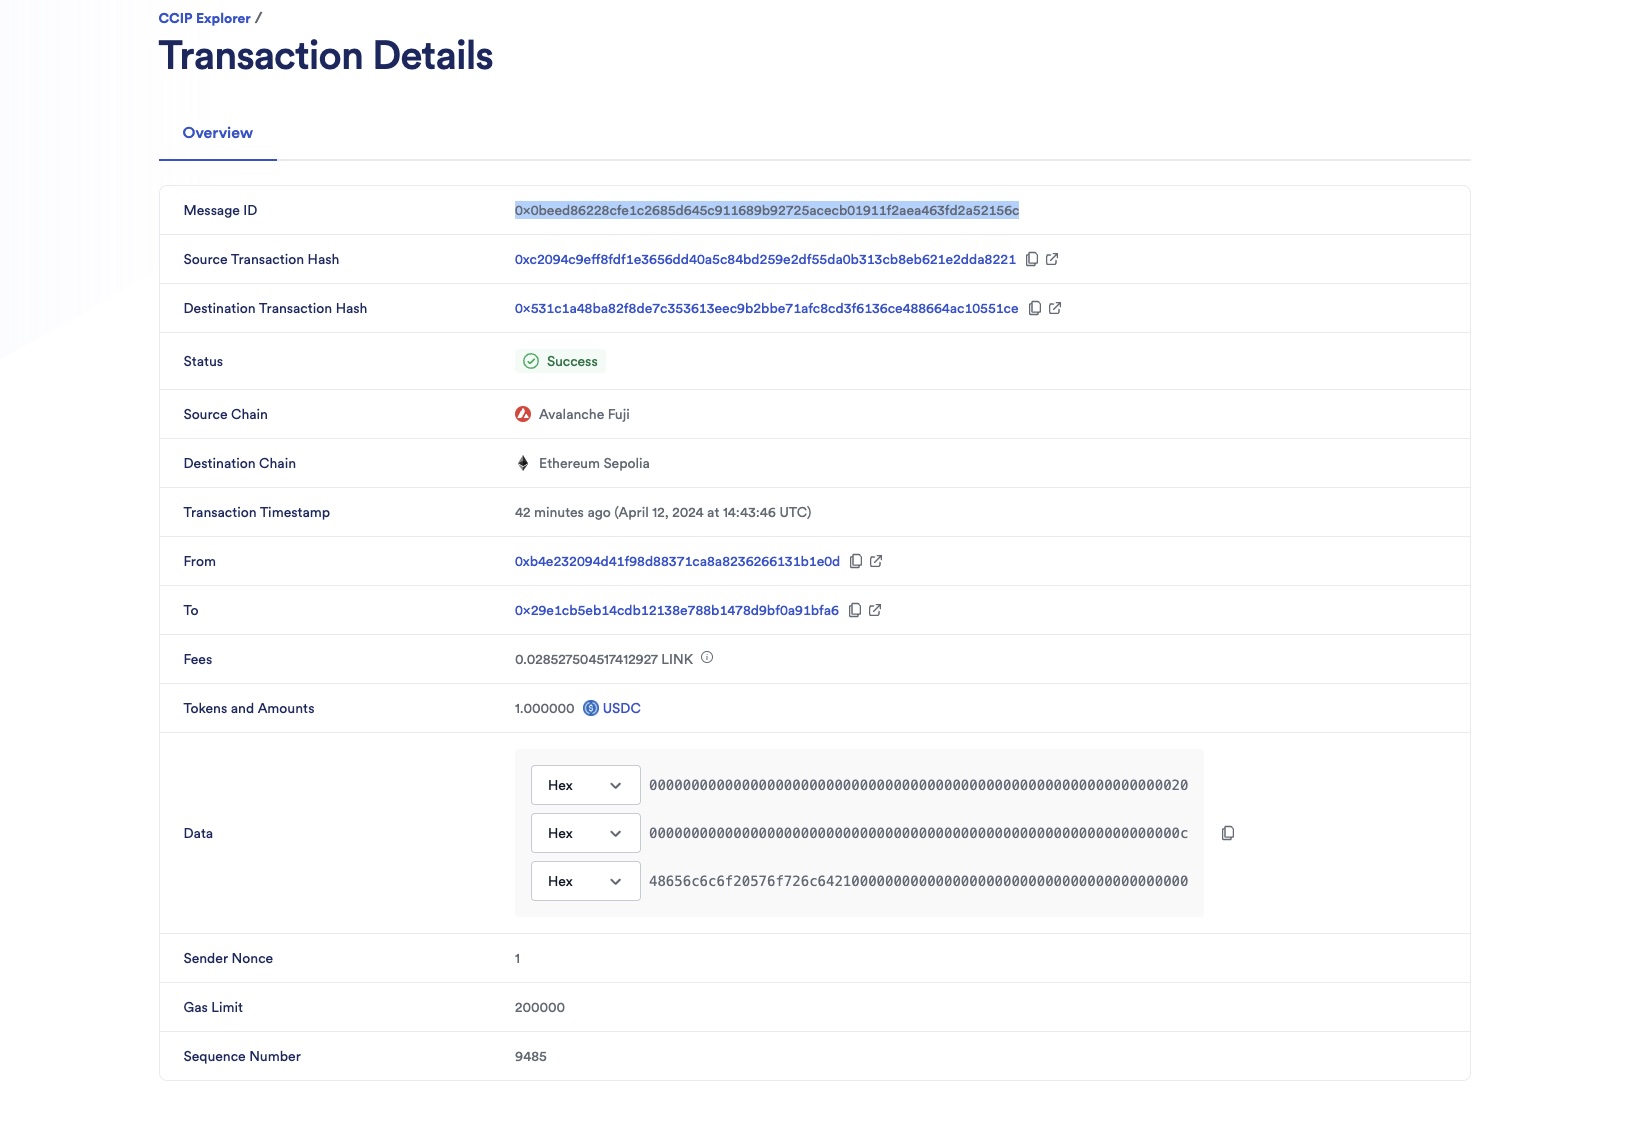 CCIP Explorer /
Transaction Details
Overview
Message ID 0x0beed86228cfe1c2685d645c911689b92725acecb01911f2aea463fd2a52156c
Source Transaction Hash 0xc2094c9eff8fdf1e3656dd40a5c84bd259e2df55da0b313cb8eb621e2dda8221
Destination Transaction Hash 0x531c1a48ba82f8de7c353613eec9b2bbe71afc8cd3f6136ce488664ac10551ce
Status Success
Source Chain Avalanche Fuji
Destination Chain Ethereum Sepolia
Transaction Timestamp 42 minutes ago (April 12, 2024 at 14:43:46 UTC)
From 0xb4e232094d41f98d88371ca8a8236266131b1e0d
To 0x29e1cb5eb14cdb12138e788b1478d9bf0a91bfa6
Fees 0.028527504517412927 LINK
Tokens and Amounts 1.000000 USDC
Data
Hex 0000000000000000000000000000000000000000000000000000000000000020
Hex 000000000000000000000000000000000000000000000000000000000000000c
Hex 48656c6c6f20576f726c64210000000000000000000000000000000000000000
Sender Nonce 1
Gas Limit 200000
Sequence Number 9485